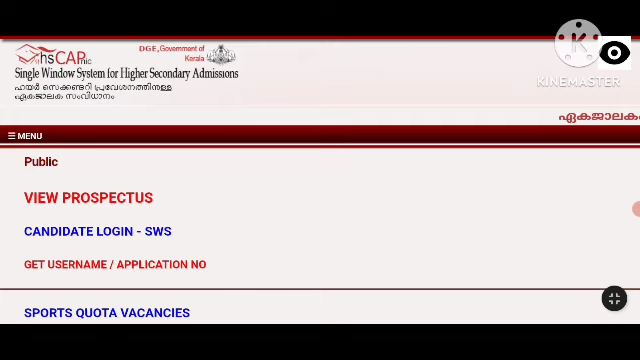 hsCAP nic
DGE, Government of
Kerala
Single Window System for Higher Secondary Admissions
ഹയര്‍ സെക്കണ്ടറി പ്രവേശനത്തിനുള്ള
ഏകജാലക സംവിധാനം
K
KINEMASTER
ഏകജാലക
☰ MENU
Public
VIEW PROSPECTUS
CANDIDATE LOGIN - SWS
GET USERNAME / APPLICATION NO
SPORTS QUOTA VACANCIES